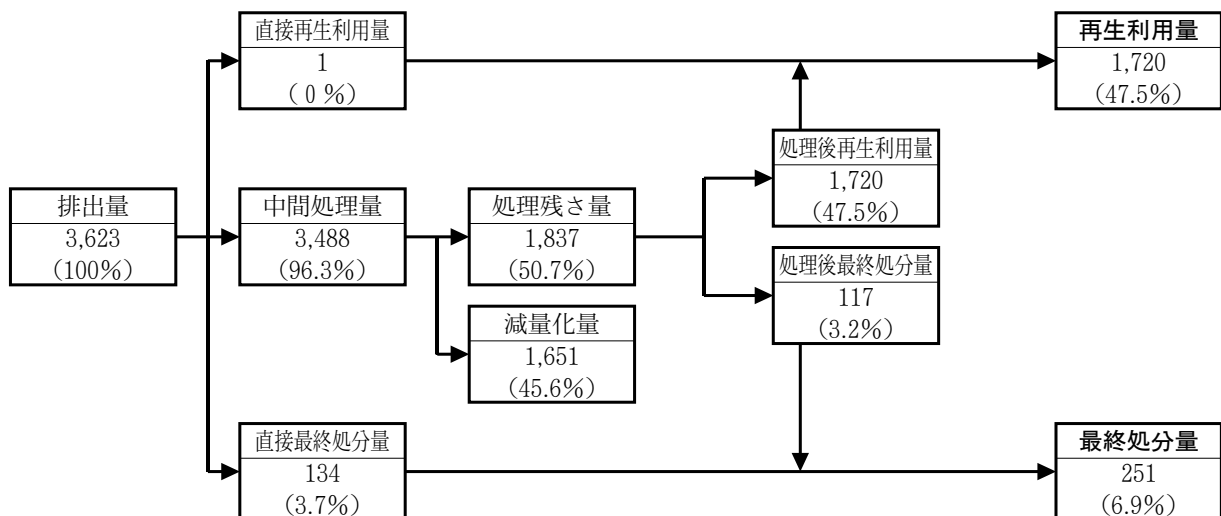 直接再生利用量
1
(0%)
再生利用量
1,720
(47.5%)
処理後再生利用量
1,720
(47.5%)
排出量
3,623
(100%)
中間処理量
3,488
(96.3%)
処理残さ量
1,837
(50.7%)
処理後最終処分量
117
(3.2%)
減量化量
1,651
(45.6%)
直接最終処分量
134
(3.7%)
最終処分量
251
(6.9%)